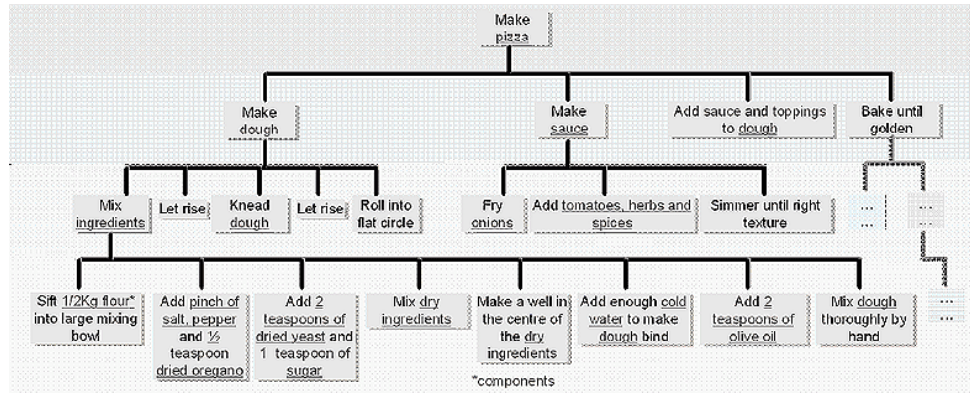 Make
pizza
Make
dough
Make
sauce
Add sauce and toppings
to dough
Bake until
golden
Mix
ingredients
Let rise
Knead
dough
Let rise
Roll into
flat circle
Fry
onions
Add tomatoes, herbs and
spices
Simmer until right
texture
...
...
...
...
Sift 1/2Kg flour*
into large mixing
bowl
Add pinch of
salt, pepper
and ½
teaspoon
dried oregano
Add 2
teaspoons of
dried yeast and
1 teaspoon of
sugar
Mix dry
ingredients
Make a well in
the centre of
the dry
ingredients
Add enough cold
water to make
dough bind
Add 2
teaspoons of
olive oil
Mix dough
thoroughly by
hand
...
...
*components